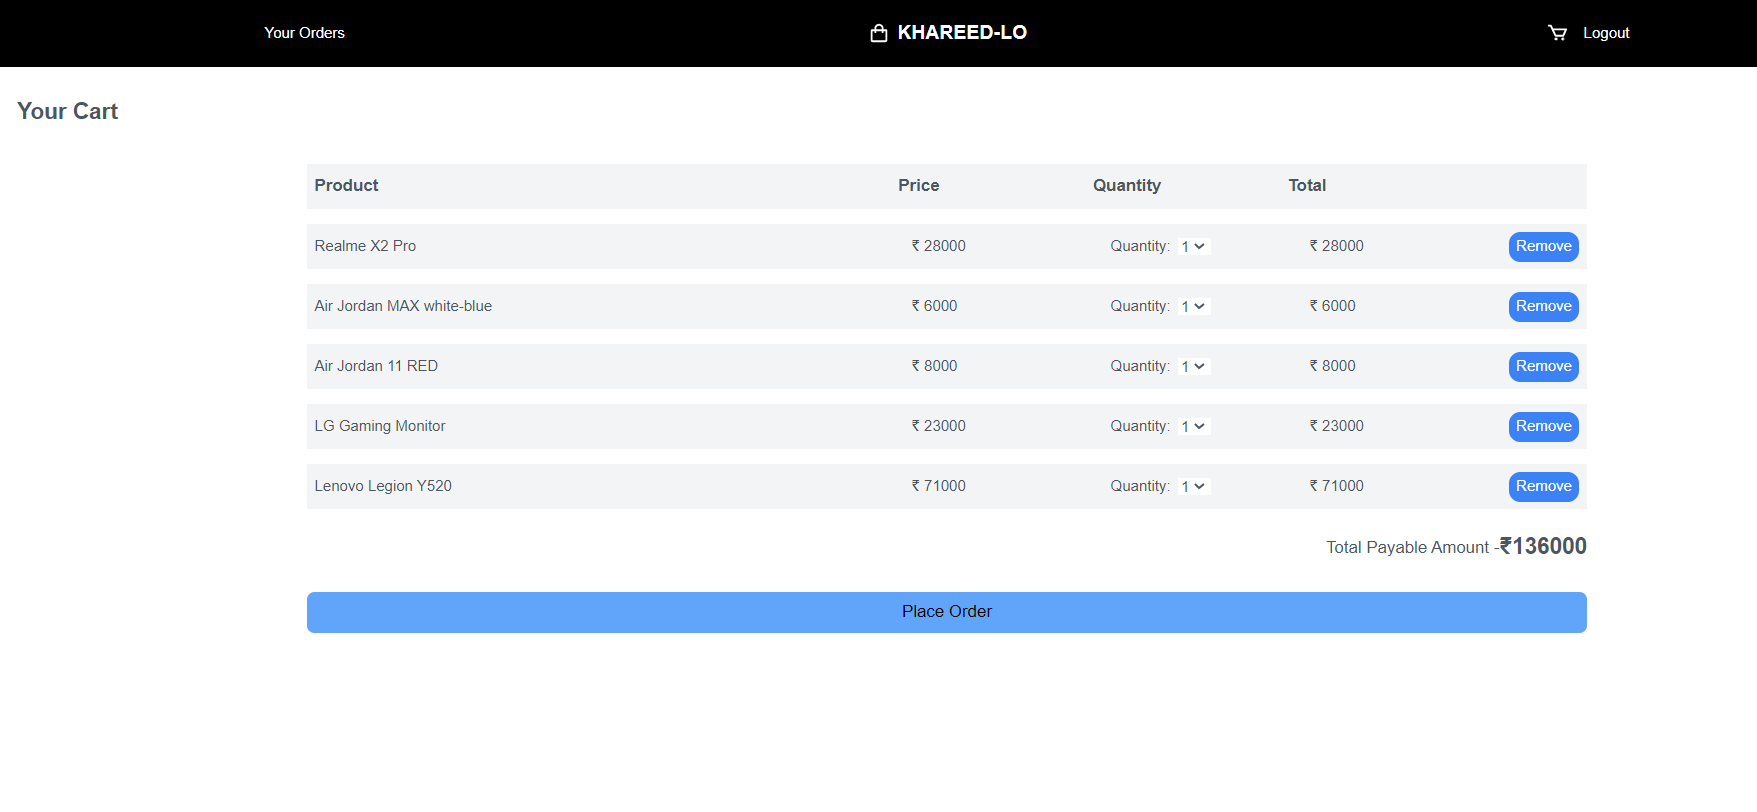 Your Orders KHAREED-LO Logout
Your Cart
Product Price Quantity Total
Realme X2 Pro ₹ 28000 Quantity: 1 ₹ 28000 Remove
Air Jordan MAX white-blue ₹ 6000 Quantity: 1 ₹ 6000 Remove
Air Jordan 11 RED ₹ 8000 Quantity: 1 ₹ 8000 Remove
LG Gaming Monitor ₹ 23000 Quantity: 1 ₹ 23000 Remove
Lenovo Legion Y520 ₹ 71000 Quantity: 1 ₹ 71000 Remove
Total Payable Amount -₹136000
Place Order